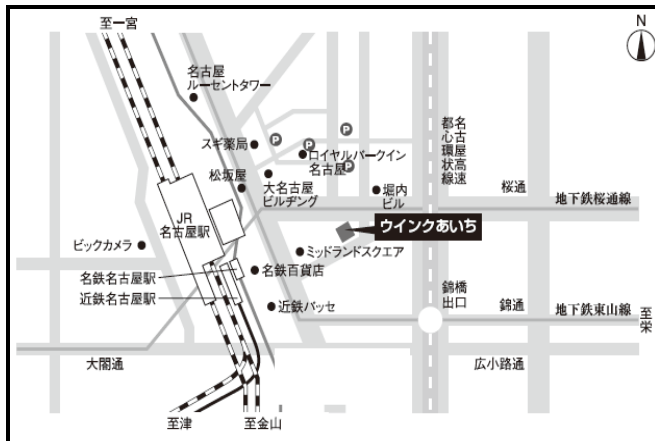 至一宮
N
名古屋
ルーセントタワー
スギ薬局
P
P
P
P
ロイヤルパークイン
名古屋
松坂屋
大名古屋
ビルヂング
堀内
ビル
名古屋高速
都心環状線
桜通
地下鉄桜通線
JR
名古屋駅
ビックカメラ
ウインクあいち
ミッドランドスクエア
名鉄名古屋駅
名鉄百貨店
近鉄名古屋駅
近鉄パッセ
錦橋
出口
錦通
地下鉄東山線
至栄
太閤通
広小路通
至津
至金山